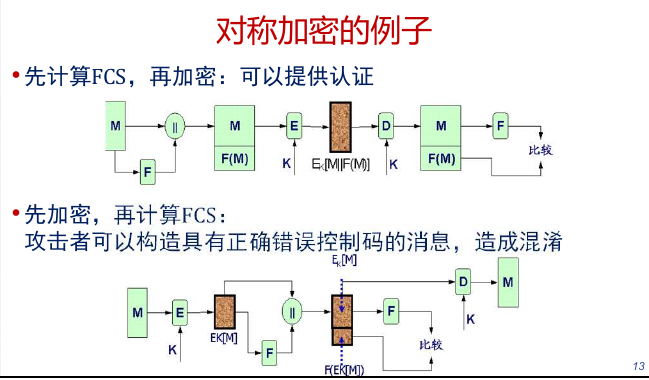 对称加密的例子
• 先计算FCS，再加密：可以提供认证
M
||
M
F(M)
F
E
K
E_K[M||F(M)]
D
K
M
F(M)
F
比较
• 先加密，再计算FCS：
攻击者可以构造具有正确错误控制码的消息，造成混淆
E_K[M]
M
E
K
EK[M]
F
||
F
比较
D
K
M
F(EK[M])
13